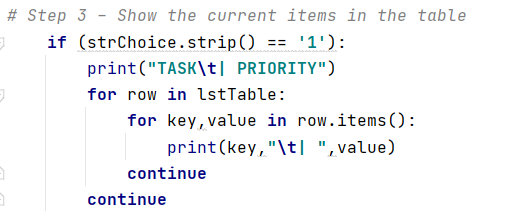 # Step 3 – Show the current items in the table
if (strChoice.strip() == '1'):
print("TASK\t| PRIORITY")
for row in lstTable:
for key,value in row.items():
print(key,"\t| ",value)
continue
continue